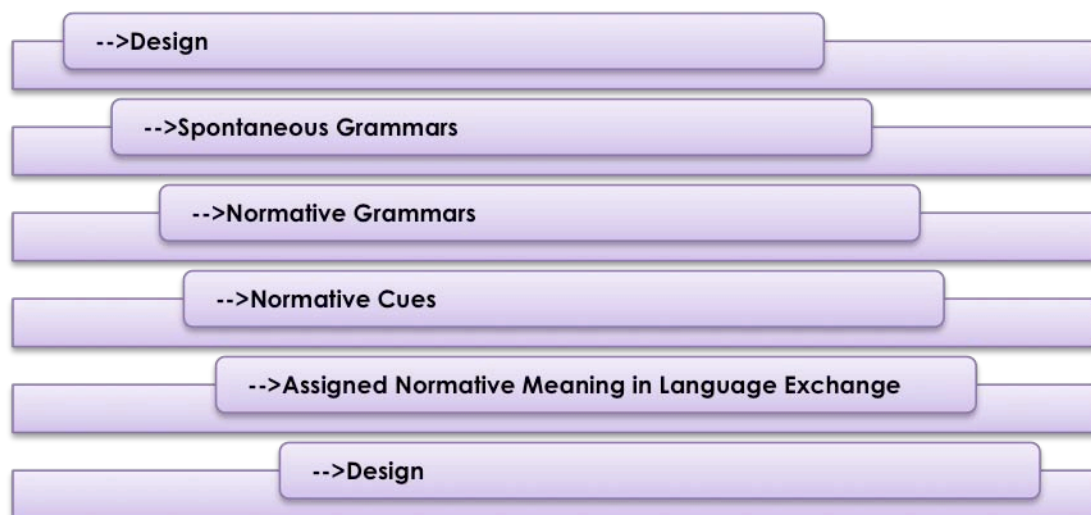 -->Design
-->Spontaneous Grammars
-->Normative Grammars
-->Normative Cues
-->Assigned Normative Meaning in Language Exchange
-->Design